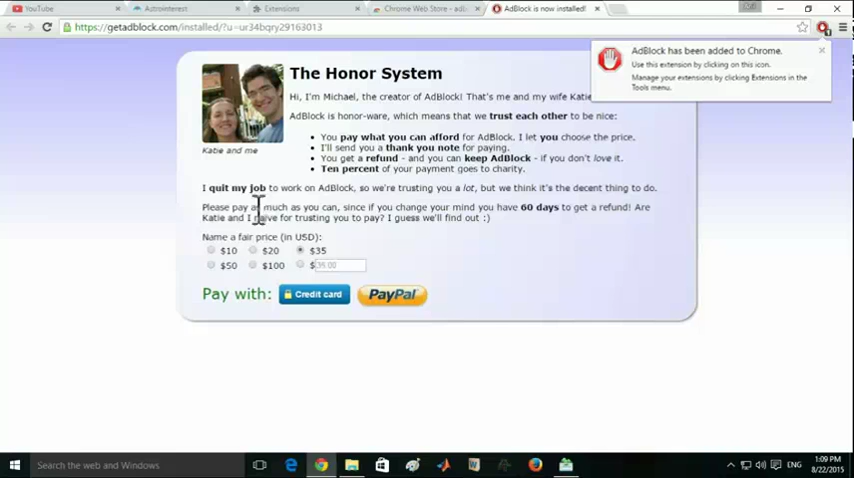 YouTube
Astrointerest
Extensions
Chrome Web Store - adb
AdBlock is now installed!
https://getadblock.com/installed/?u=ur34bqry29163013
AdBlock has been added to Chrome.
Use this extension by clicking on this icon.
Manage your extensions by clicking Extensions in the
Tools menu.
The Honor System
Hi, I'm Michael, the creator of AdBlock! That's me and my wife Katie
AdBlock is honor-ware, which means that we trust each other to be nice:
• You pay what you can afford for AdBlock. I let you choose the price.
• I'll send you a thank you note for paying.
• You get a refund - and you can keep AdBlock - if you don't love it.
• Ten percent of your payment goes to charity.
Katie and me
I quit my job to work on AdBlock, so we're trusting you a lot, but we think it's the decent thing to do.
Please pay as much as you can, since if you change your mind you have 60 days to get a refund! Are
Katie and I naive for trusting you to pay? I guess we'll find out :)
Name a fair price (in USD):
$10 $20 $35
$50 $100 $
Pay with: Credit card PayPal
Search the web and Windows
ENG
1:09 PM
8/22/2015